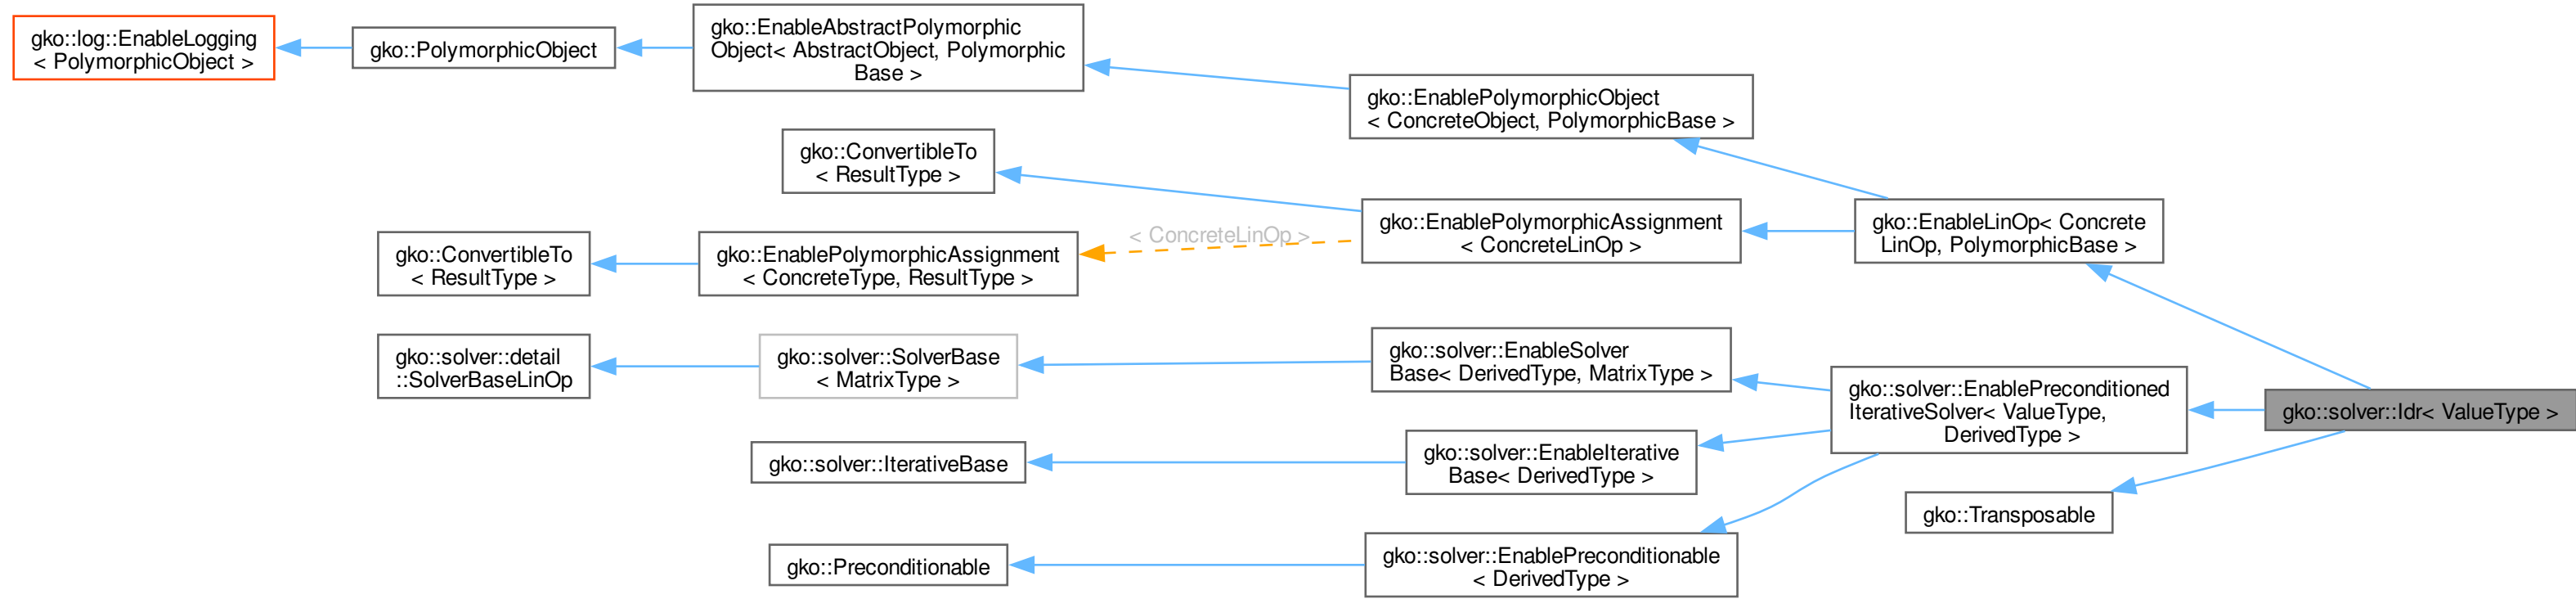 gko::log::EnableLogging
< PolymorphicObject >
gko::PolymorphicObject
gko::EnableAbstractPolymorphic
Object< AbstractObject, Polymorphic
Base >
gko::EnablePolymorphicObject
< ConcreteObject, PolymorphicBase >
gko::ConvertibleTo
< ResultType >
gko::EnablePolymorphicAssignment
< ConcreteLinOp >
gko::EnableLinOp< Concrete
LinOp, PolymorphicBase >
< ConcreteLinOp >
gko::ConvertibleTo
< ResultType >
gko::EnablePolymorphicAssignment
< ConcreteType, ResultType >
gko::solver::detail
::SolverBaseLinOp
gko::solver::SolverBase
< MatrixType >
gko::solver::EnableSolver
Base< DerivedType, MatrixType >
gko::solver::EnablePreconditioned
IterativeSolver< ValueType,
DerivedType >
gko::solver::Idr< ValueType >
gko::solver::IterativeBase
gko::solver::EnableIterative
Base< DerivedType >
gko::Transposable
gko::Preconditionable
gko::solver::EnablePreconditionable
< DerivedType >